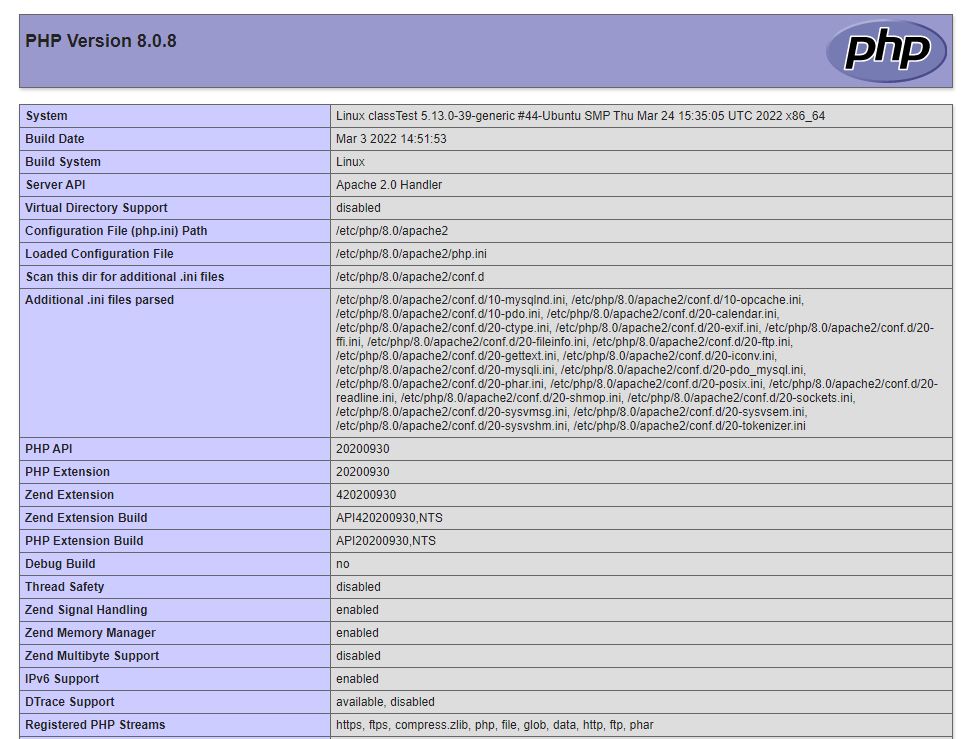 PHP Version 8.0.8
php
System Linux classTest 5.13.0-39-generic #44-Ubuntu SMP Thu Mar 24 15:35:05 UTC 2022 x86_64
Build Date Mar 3 2022 14:51:53
Build System Linux
Server API Apache 2.0 Handler
Virtual Directory Support disabled
Configuration File (php.ini) Path /etc/php/8.0/apache2
Loaded Configuration File /etc/php/8.0/apache2/php.ini
Scan this dir for additional .ini files /etc/php/8.0/apache2/conf.d
Additional .ini files parsed /etc/php/8.0/apache2/conf.d/10-mysqlnd.ini, /etc/php/8.0/apache2/conf.d/10-opcache.ini,
/etc/php/8.0/apache2/conf.d/10-pdo.ini, /etc/php/8.0/apache2/conf.d/20-calendar.ini,
/etc/php/8.0/apache2/conf.d/20-ctype.ini, /etc/php/8.0/apache2/conf.d/20-exif.ini, /etc/php/8.0/apache2/conf.d/20-
ffi.ini, /etc/php/8.0/apache2/conf.d/20-fileinfo.ini, /etc/php/8.0/apache2/conf.d/20-ftp.ini,
/etc/php/8.0/apache2/conf.d/20-gettext.ini, /etc/php/8.0/apache2/conf.d/20-iconv.ini,
/etc/php/8.0/apache2/conf.d/20-mysqli.ini, /etc/php/8.0/apache2/conf.d/20-pdo_mysql.ini,
/etc/php/8.0/apache2/conf.d/20-phar.ini, /etc/php/8.0/apache2/conf.d/20-posix.ini, /etc/php/8.0/apache2/conf.d/20-
readline.ini, /etc/php/8.0/apache2/conf.d/20-shmop.ini, /etc/php/8.0/apache2/conf.d/20-sockets.ini,
/etc/php/8.0/apache2/conf.d/20-sysvmsg.ini, /etc/php/8.0/apache2/conf.d/20-sysvsem.ini,
/etc/php/8.0/apache2/conf.d/20-sysvshm.ini, /etc/php/8.0/apache2/conf.d/20-tokenizer.ini
PHP API 20200930
PHP Extension 20200930
Zend Extension 420200930
Zend Extension Build API420200930,NTS
PHP Extension Build API20200930,NTS
Debug Build no
Thread Safety disabled
Zend Signal Handling enabled
Zend Memory Manager enabled
Zend Multibyte Support disabled
IPv6 Support enabled
DTrace Support available, disabled
Registered PHP Streams https, ftps, compress.zlib, php, file, glob, data, http, ftp, phar